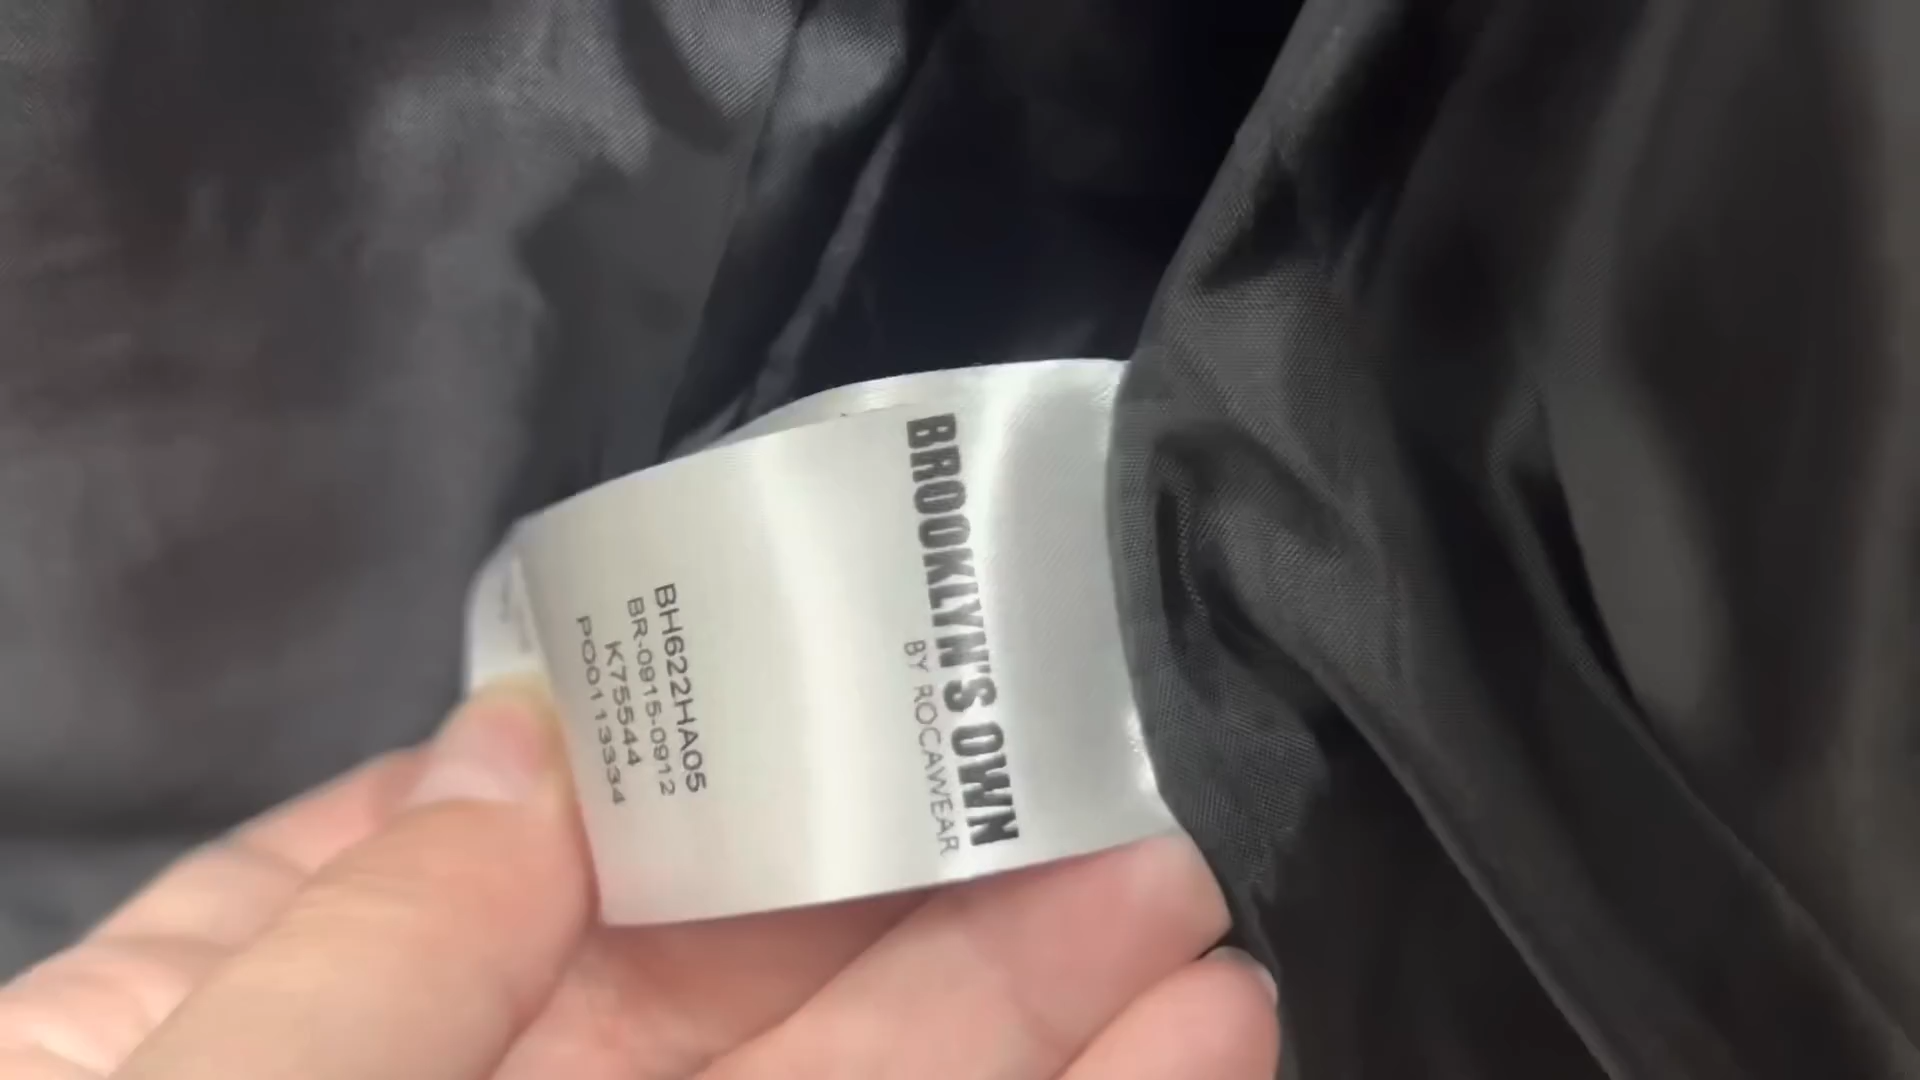 BROOKLYN'S OWN
BY ROCAWEAR
BH622HA05
BR-0915-0912
K75544
PO0113334